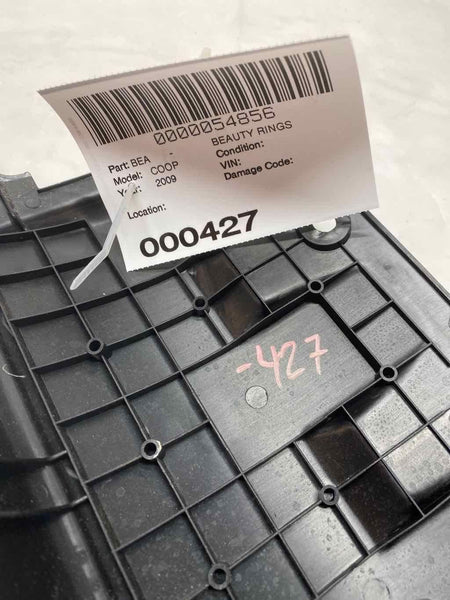 0000054856
BEAUTY RINGS
Part: BEA -
Condition:
Model: COOP
VIN:
Year: 2009
Damage Code:
Location:
000427
-427